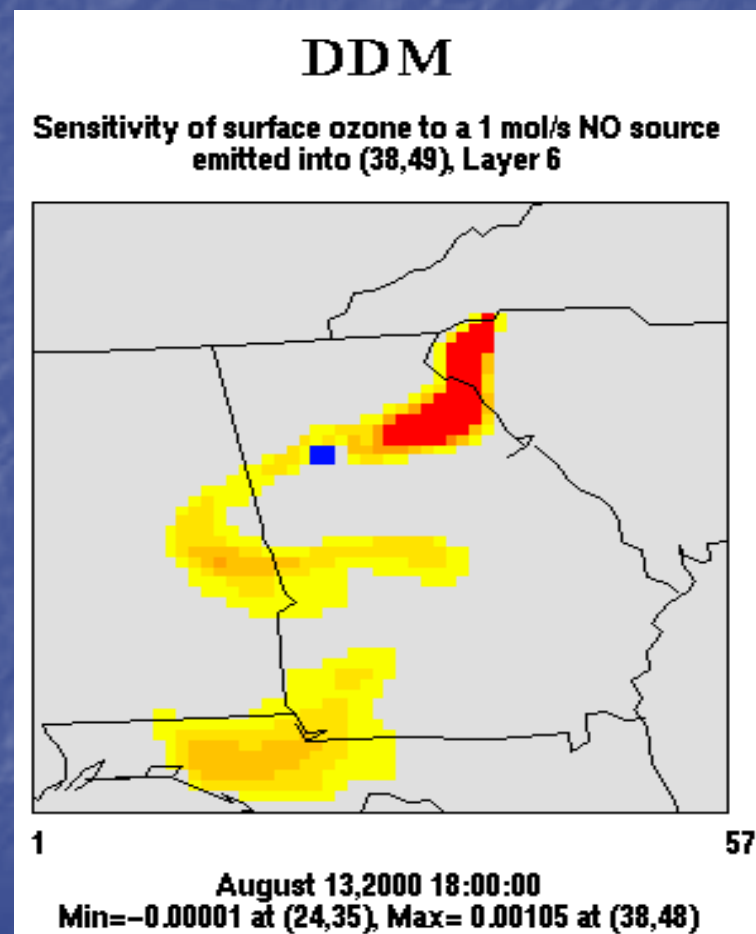 DDM
Sensitivity of surface ozone to a 1 mol/s NO source
emitted into (38,49), Layer 6
1 57
August 13,2000 18:00:00
Min=−0.00001 at (24,35), Max= 0.00105 at (38,48)